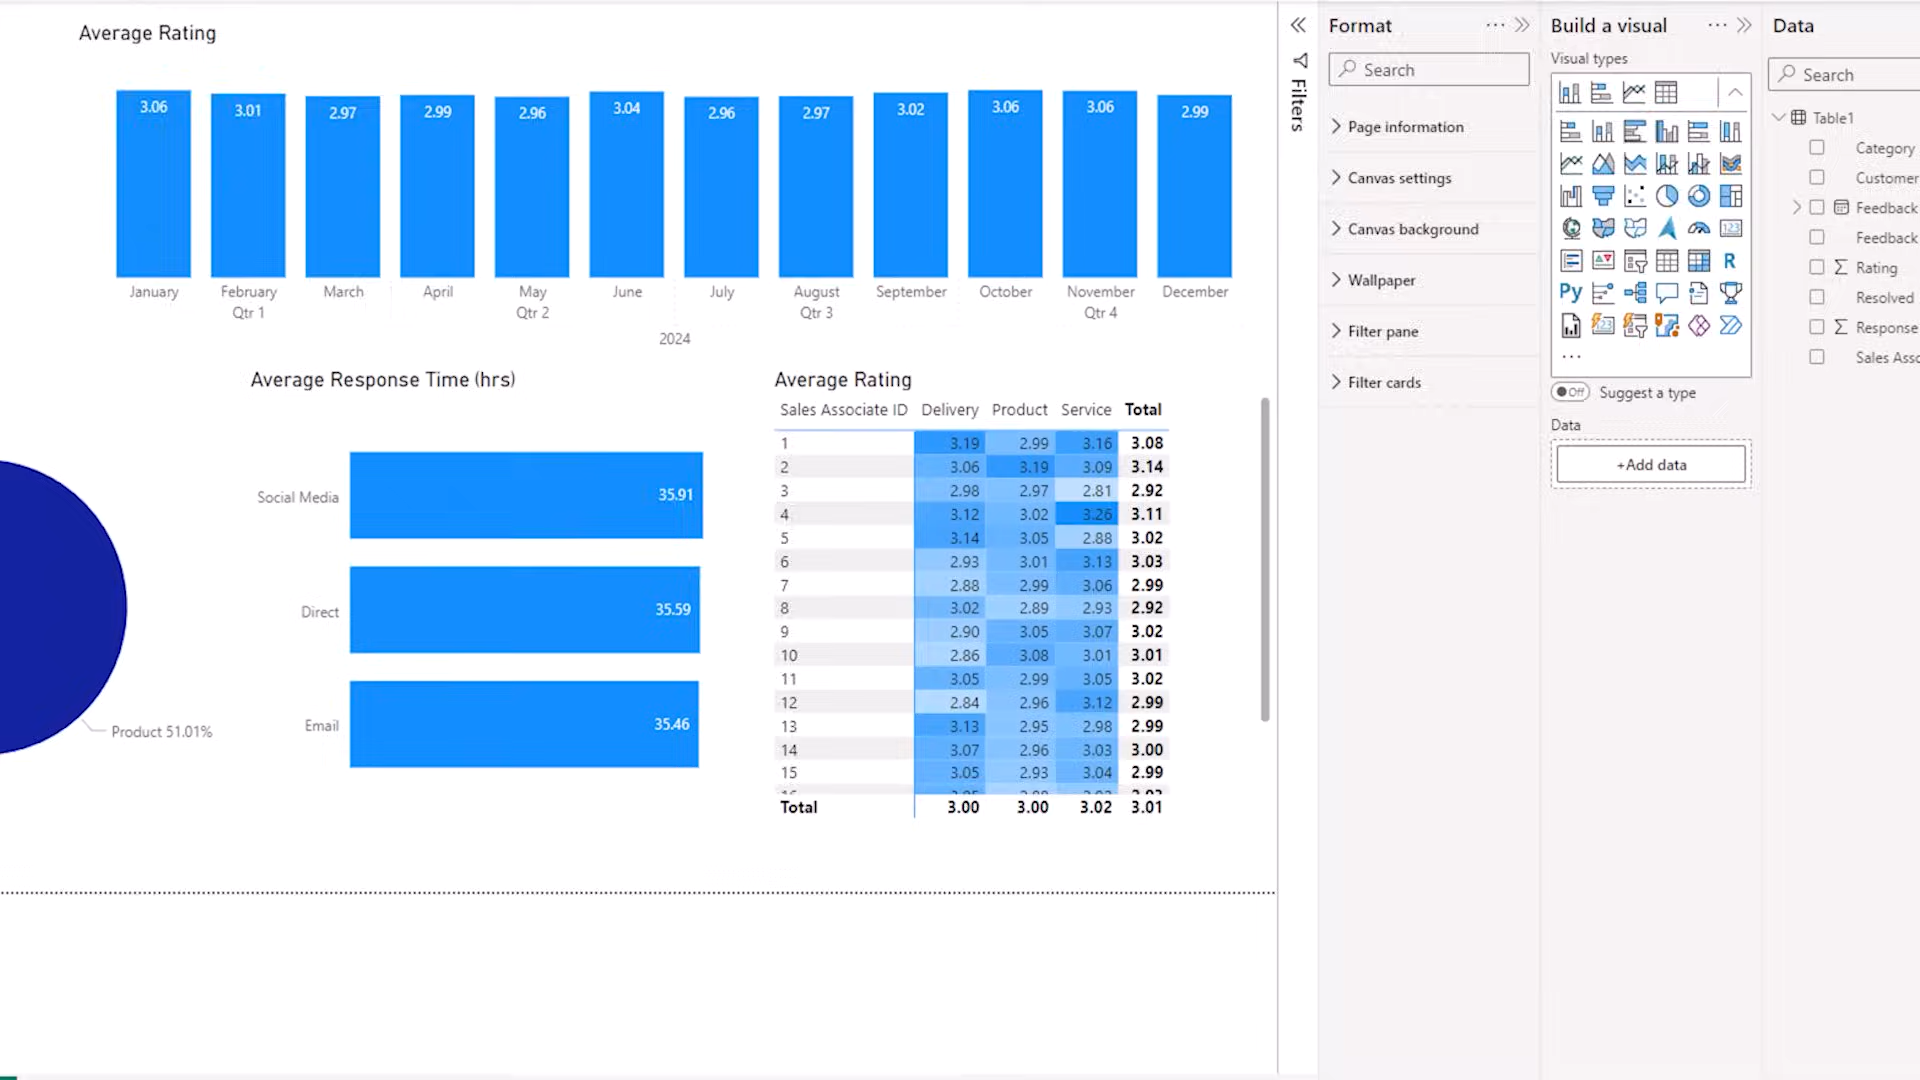 Average Rating
3.06 3.01 2.97 2.99 2.96 3.04 2.96 2.97 3.02 3.06 3.06 2.99
January February March April May June July August September October November December
Qtr 1 Qtr 2 Qtr 3 Qtr 4
2024
Product 51.01%
Average Response Time (hrs)
Social Media 35.91
Direct 35.59
Email 35.46
Average Rating
Sales Associate ID Delivery Product Service Total
1 3.19 2.99 3.16 3.08
2 3.06 3.19 3.09 3.14
3 2.98 2.97 2.81 2.92
4 3.12 3.02 3.26 3.11
5 3.14 3.05 2.88 3.02
6 2.93 3.01 3.13 3.03
7 2.88 2.99 3.06 2.99
8 3.02 2.89 2.93 2.92
9 2.90 3.05 3.07 3.02
10 2.86 3.08 3.01 3.01
11 3.05 2.99 3.05 3.02
12 2.84 2.96 3.12 2.99
13 3.13 2.95 2.98 2.99
14 3.07 2.96 3.03 3.00
15 3.05 2.93 3.04 2.99
Total 3.00 3.00 3.02 3.01
Filters
Format
Search
Page information
Canvas settings
Canvas background
Wallpaper
Filter pane
Filter cards
Build a visual
Visual types
123
R
Py
Off Suggest a type
Data
+Add data
Data
Search
Table1
Category
Customer
Feedback
Feedback
Rating
Resolved
Response
Sales